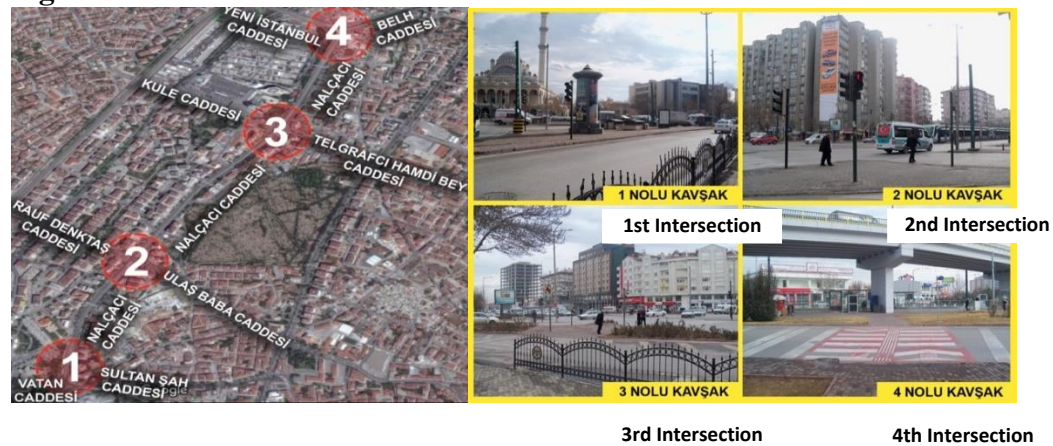 YENİ İSTANBUL
CADDESİ
4
BELH
CADDESİ
NALÇACI
CADDESİ
KULE CADDESİ
3
TELGRAFCI HAMDİ BEY
CADDESİ
NALÇACI CADDESİ
RAUF DENKTAŞ
CADDESİ
2
ULAŞ BABA CADDESİ
NALÇACI
CADDESİ
1
VATAN
CADDESİ
SULTAN ŞAH
CADDESİ
1 NOLU KAVŞAK
2 NOLU KAVŞAK
1st Intersection
2nd Intersection
3 NOLU KAVŞAK
4 NOLU KAVŞAK
3rd Intersection
4th Intersection